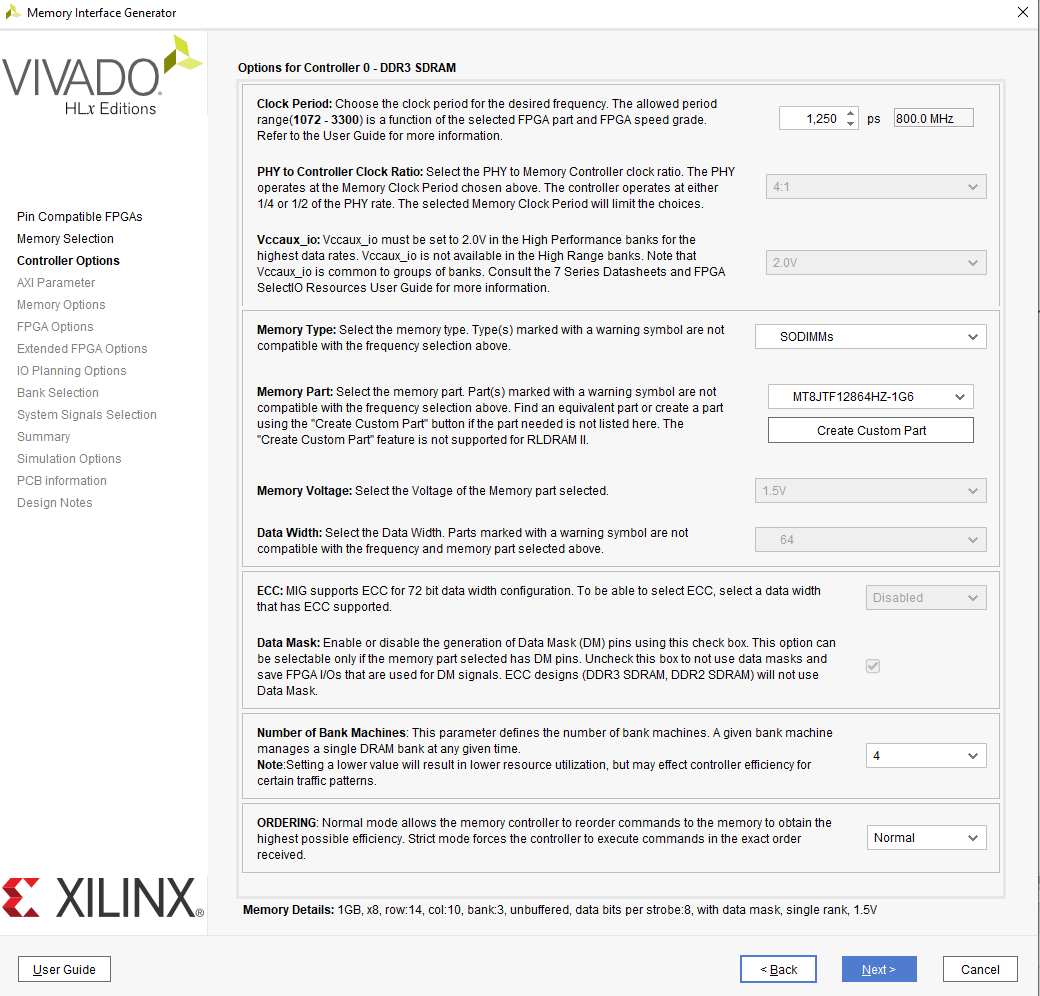 Memory Interface Generator
VIVADO.
HLx Editions
Pin Compatible FPGAs
Memory Selection
Controller Options
AXI Parameter
Memory Options
FPGA Options
Extended FPGA Options
IO Planning Options
Bank Selection
System Signals Selection
Summary
Simulation Options
PCB information
Design Notes
XILINX®
Options for Controller 0 - DDR3 SDRAM
Clock Period: Choose the clock period for the desired frequency. The allowed period
range(1072 - 3300) is a function of the selected FPGA part and FPGA speed grade.
Refer to the User Guide for more information.
1,250 ps 800.0 MHz
PHY to Controller Clock Ratio: Select the PHY to Memory Controller clock ratio. The PHY
operates at the Memory Clock Period chosen above. The controller operates at either
1/4 or 1/2 of the PHY rate. The selected Memory Clock Period will limit the choices.
4:1
Vccaux_io: Vccaux_io must be set to 2.0V in the High Performance banks for the
highest data rates. Vccaux_io is not available in the High Range banks. Note that
Vccaux_io is common to groups of banks. Consult the 7 Series Datasheets and FPGA
SelectIO Resources User Guide for more information.
2.0V
Memory Type: Select the memory type. Type(s) marked with a warning symbol are not
compatible with the frequency selection above.
SODIMMs
Memory Part: Select the memory part. Part(s) marked with a warning symbol are not
compatible with the frequency selection above. Find an equivalent part or create a part
using the "Create Custom Part" button if the part needed is not listed here. The
"Create Custom Part" feature is not supported for RLDRAM II.
MT8JTF12864HZ-1G6
Create Custom Part
Memory Voltage: Select the Voltage of the Memory part selected.
1.5V
Data Width: Select the Data Width. Parts marked with a warning symbol are not
compatible with the frequency and memory part selected above.
64
ECC: MIG supports ECC for 72 bit data width configuration. To be able to select ECC, select a data width
that has ECC supported.
Disabled
Data Mask: Enable or disable the generation of Data Mask (DM) pins using this check box. This option can
be selectable only if the memory part selected has DM pins. Uncheck this box to not use data masks and
save FPGA I/Os that are used for DM signals. ECC designs (DDR3 SDRAM, DDR2 SDRAM) will not use
Data Mask.
Number of Bank Machines: This parameter defines the number of bank machines. A given bank machine
manages a single DRAM bank at any given time.
Note:Setting a lower value will result in lower resource utilization, but may effect controller efficiency for
certain traffic patterns.
4
ORDERING: Normal mode allows the memory controller to reorder commands to the memory to obtain the
highest possible efficiency. Strict mode forces the controller to execute commands in the exact order
received.
Normal
Memory Details: 1GB, x8, row:14, col:10, bank:3, unbuffered, data bits per strobe:8, with data mask, single rank, 1.5V
User Guide
< Back
Next >
Cancel